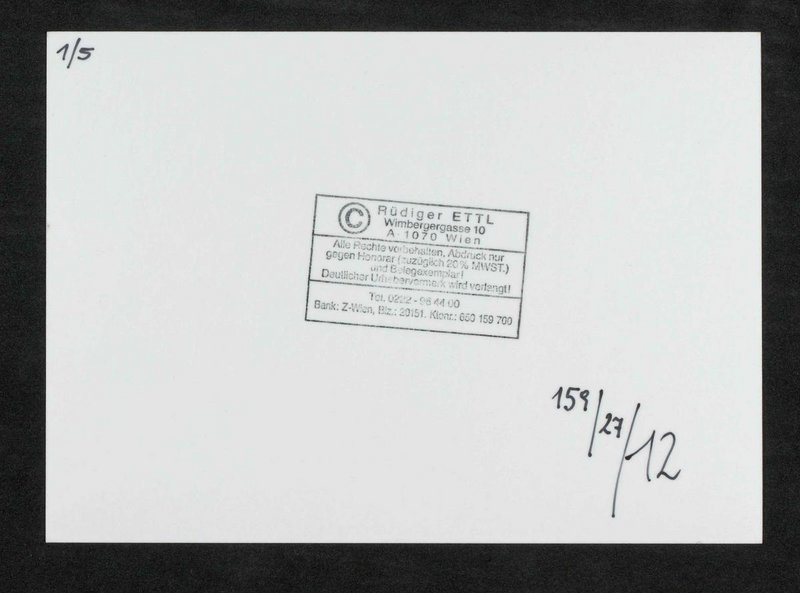 1/5
© Rüdiger ETTL
Wimbergergasse 10
A 1070 Wien
Alle Rechte vorbehalten. Abdruck nur
gegen Honorar (zuzüglich 20% MWST.)
und Belegexemplar!
Deutlicher Urhebervermerk wird verlangt!
Tel. 0222 - 96 44 00
Bank: Z-Wien, Blz.: 20151. Ktonr.: 650 159 700
159/27/12